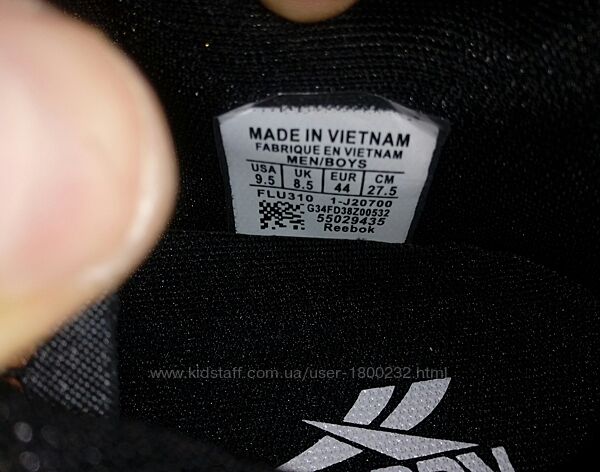 MADE IN VIETNAM
FABRIQUE EN VIETNAM
MEN/BOYS
USA UK EUR CM
9.5 8.5 44 27.5
FLU310 1-J20700
G34FD38Z00532
55029435
Reebok
www.kidstaff.com.ua/user-1800232.html